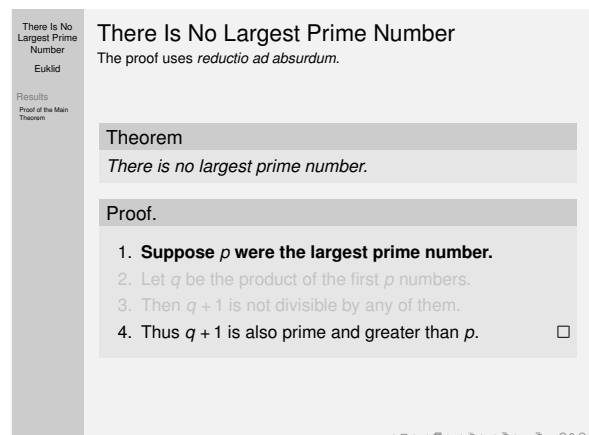 There Is No
Largest Prime
Number
Euklid
Results
Proof of the Main
Theorem
There Is No Largest Prime Number
The proof uses reductio ad absurdum.
Theorem
There is no largest prime number.
Proof.
1. Suppose p were the largest prime number.
2. Let q be the product of the first p numbers.
3. Then q + 1 is not divisible by any of them.
4. Thus q + 1 is also prime and greater than p. □